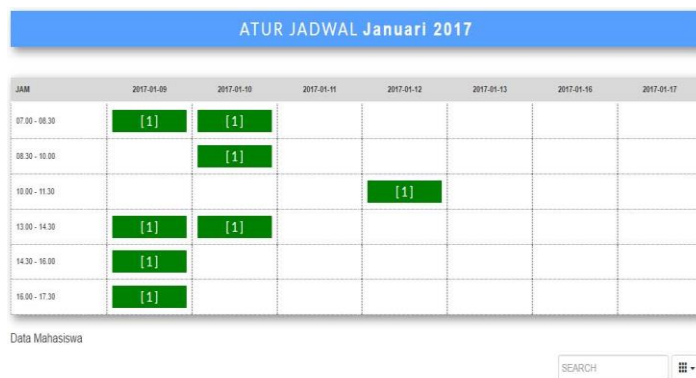 ATUR JADWAL Januari 2017
JAM 2017-01-09 2017-01-10 2017-01-11 2017-01-12 2017-01-13 2017-01-16 2017-01-17
07.00 - 08.30 [1] [1]
08.30 - 10.00 [1]
10.00 - 11.30 [1]
13.00 - 14.30 [1] [1]
14.30 - 16.00 [1]
16.00 - 17.30 [1]
Data Mahasiswa
SEARCH